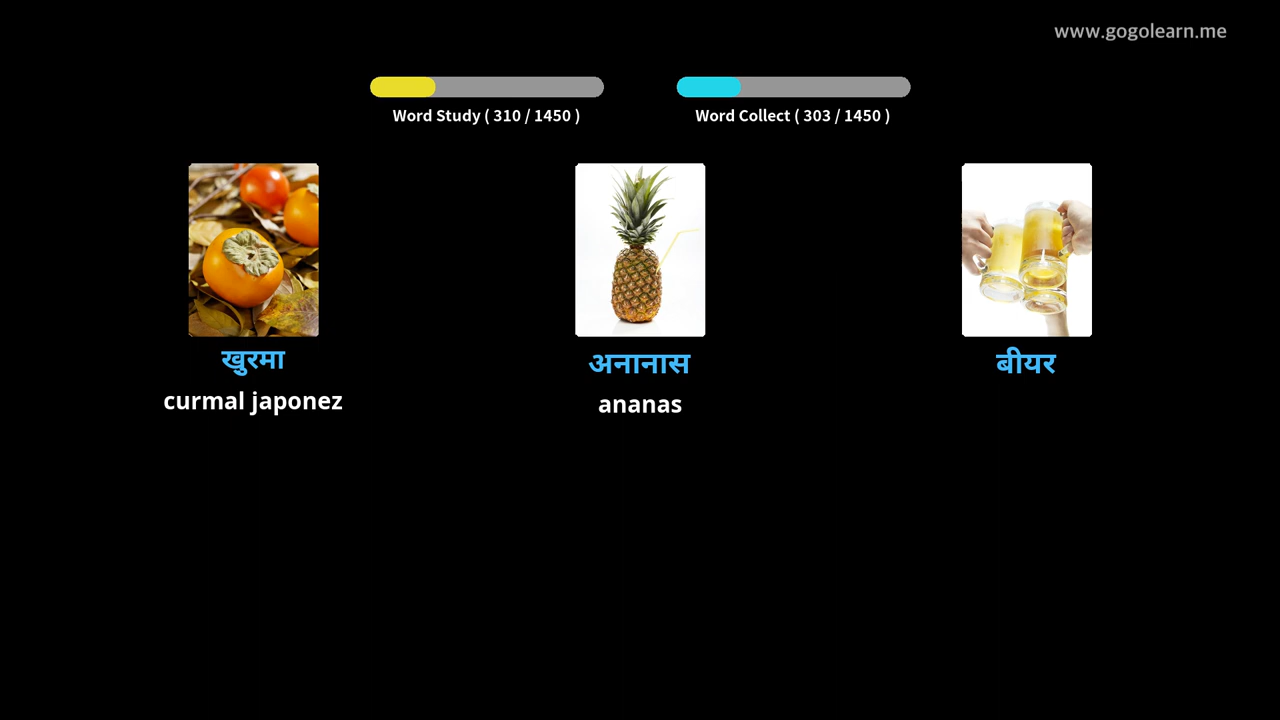 www.gogolearn.me
Word Study ( 310 / 1450 )
Word Collect ( 303 / 1450 )
खुरमा
अनानास
बीयर
curmal japonez
ananas